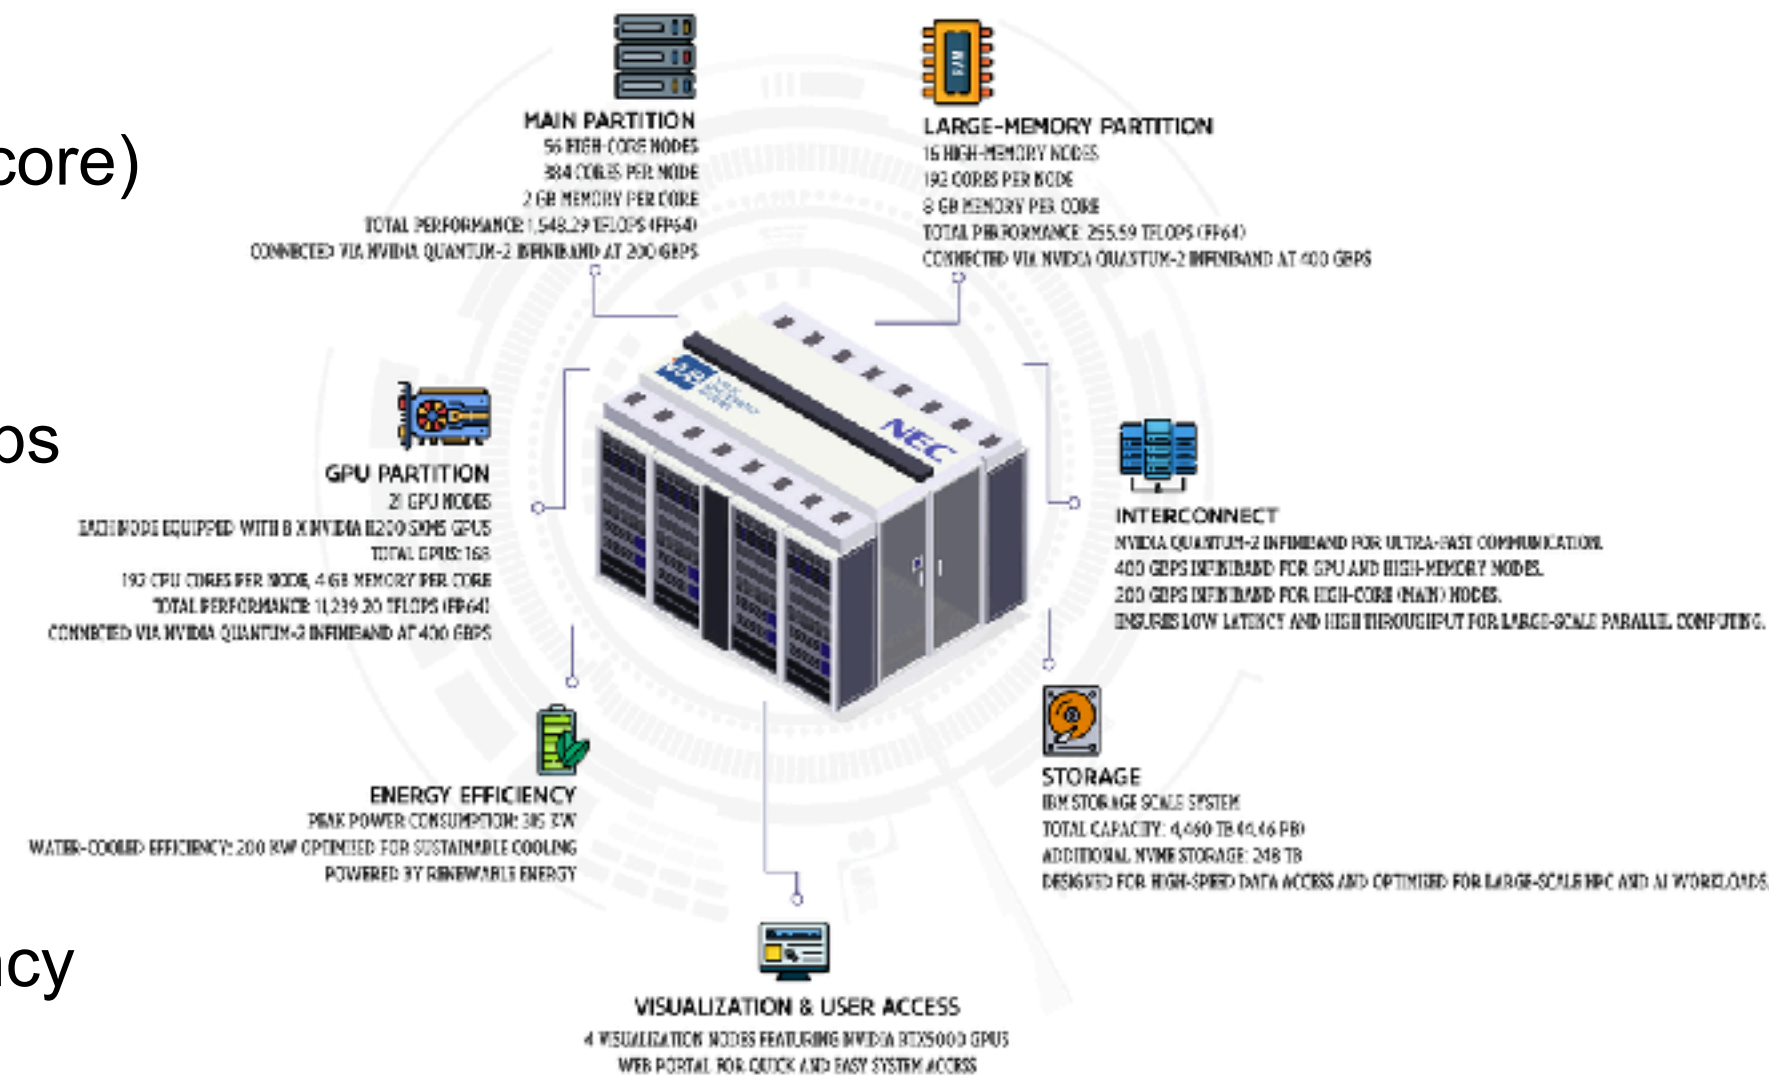 core)
ps
ncy
MAIN PARTITION
56 HIGH-CORE NODES
384 CORES PER NODE
2 GB MEMORY PER CORE
TOTAL PERFORMANCE: 1,548.29 TFLOPS (FP64)
CONNECTED VIA NVIDIA QUANTUM-2 INFINIBAND AT 200 GBPS
RAM
LARGE-MEMORY PARTITION
16 HIGH-MEMORY NODES
192 CORES PER NODE
8 GB MEMORY PER CORE
TOTAL PERFORMANCE: 255.59 TFLOPS (FP64)
CONNECTED VIA NVIDIA QUANTUM-2 INFINIBAND AT 400 GBPS
NEC
GPU PARTITION
21 GPU NODES
EACH NODE EQUIPPED WITH 8 X NVIDIA H200 SXM5 GPUS
TOTAL GPUS: 168
192 CPU CORES PER NODE, 4 GB MEMORY PER CORE
TOTAL PERFORMANCE: 11,239.20 TFLOPS (FP64)
CONNECTED VIA NVIDIA QUANTUM-2 INFINIBAND AT 400 GBPS
INTERCONNECT
NVIDIA QUANTUM-2 INFINIBAND FOR ULTRA-FAST COMMUNICATION.
400 GBPS INFINIBAND FOR GPU AND HIGH-MEMORY NODES.
200 GBPS INFINIBAND FOR HIGH-CORE (MAIN) NODES.
ENSURES LOW LATENCY AND HIGH THROUGHPUT FOR LARGE-SCALE PARALLEL COMPUTING.
ENERGY EFFICIENCY
PEAK POWER CONSUMPTION: 315 KW
WATER-COOLED EFFICIENCY: 200 KW OPTIMISED FOR SUSTAINABLE COOLING
POWERED BY RENEWABLE ENERGY
STORAGE
IBM STORAGE SCALE SYSTEM
TOTAL CAPACITY: 4,460 TB (4.46 PB)
ADDITIONAL NVME STORAGE: 248 TB
DESIGNED FOR HIGH-SPEED DATA ACCESS AND OPTIMISED FOR LARGE-SCALE HPC AND AI WORKLOADS.
VISUALIZATION & USER ACCESS
4 VISUALIZATION NODES FEATURING NVIDIA RTX5000 GPUS
WEB PORTAL FOR QUICK AND EASY SYSTEM ACCESS